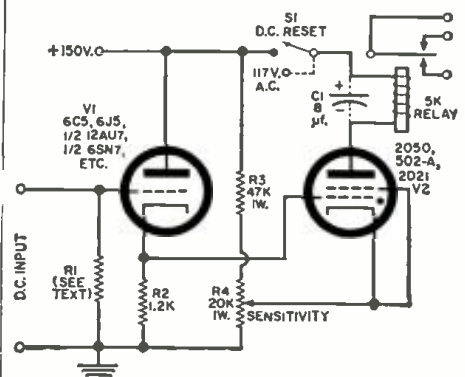 S1
D.C. RESET
+150V.
117V.
A.C.
C1
8
µf.
5K
RELAY
V1
6C5, 6J5,
1/2 12AU7,
1/2 6SN7,
ETC.
2050,
502-A,
2D21
V2
R3
47K
1W.
D.C. INPUT
R1
(SEE
TEXT)
R2
1.2K
R4
20K
1W.
SENSITIVITY